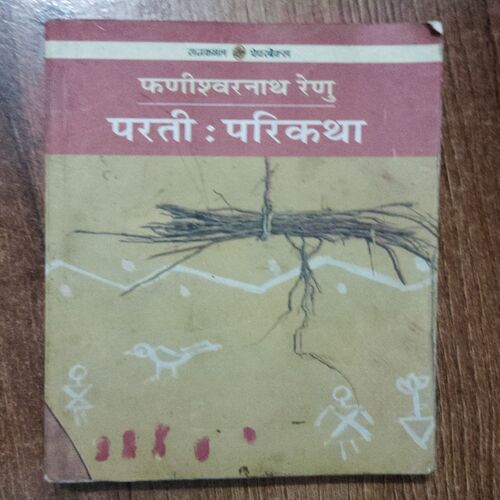 राजकमल पेपरबैक्स
फणीश्वरनाथ रेणु
परती : परिकथा